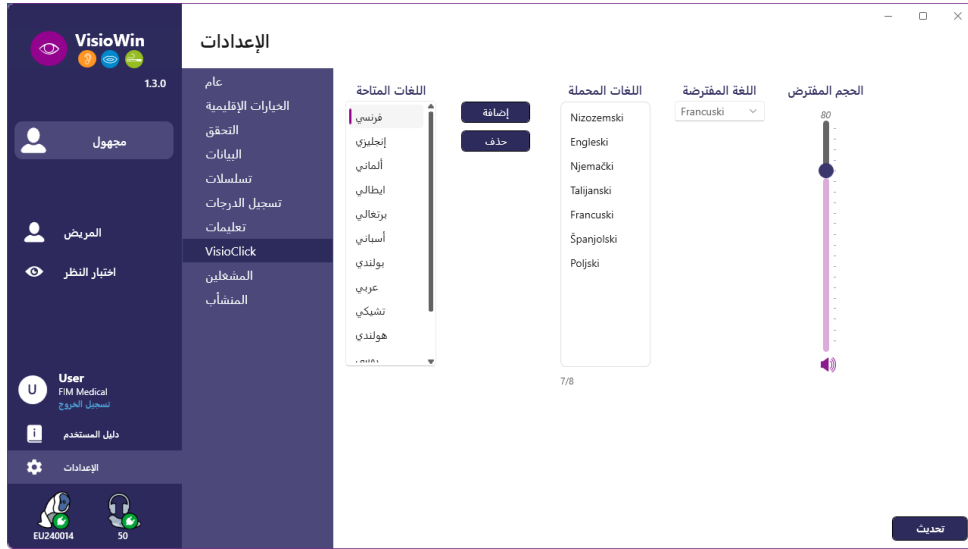 VisioWin
1.3.0
مجهول
المريض
اختبار النظر
User
FIM Medical
تسجيل الخروج
U
دليل المستخدم
الإعدادات
EU240014
50
الإعدادات
عام
الخيارات الإقليمية
التحقق
البيانات
تسلسلات
تسجيل الدرجات
تعليمات
VisioClick
المشغلين
المنشأب
اللغات المتاحة
فرنسي
إنجليزي
ألماني
ايطالي
برتغالي
أسباني
بولندي
عربي
تشيكي
هولندي
إضافة
حذف
اللغات المحملة
Nizozemski
Engleski
Njemački
Talijanski
Francuski
Španjolski
Poljski
7/8
اللغة المفترضة
Francuski
الحجم المفترض
80
تحديث